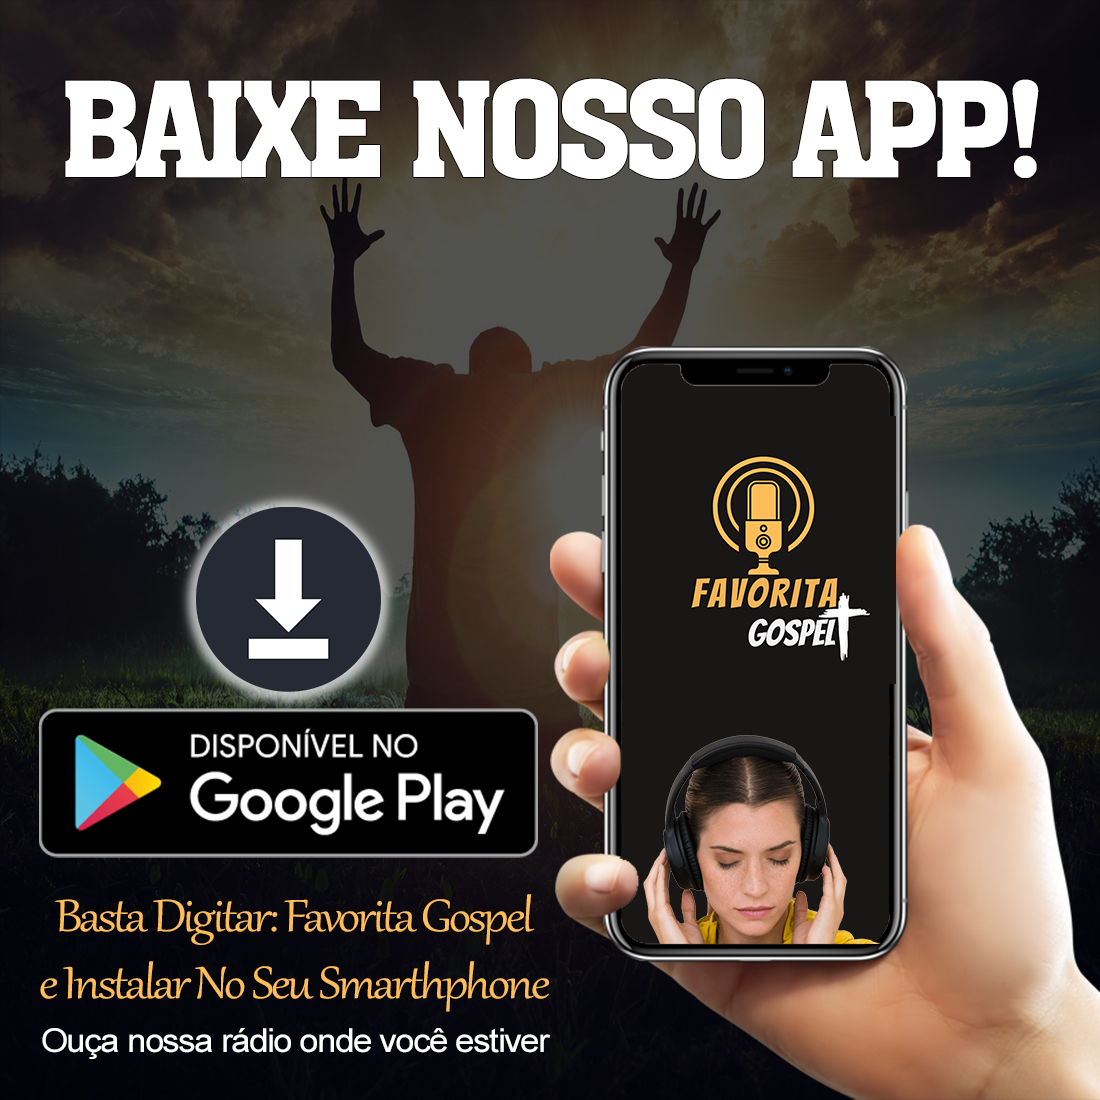 BAIXE NOSSO APP!
FAVORITA
GOSPEL
DISPONÍVEL NO
Google Play
Basta Digitar: Favorita Gospel
e Instalar No Seu Smarthphone
Ouça nossa rádio onde você estiver